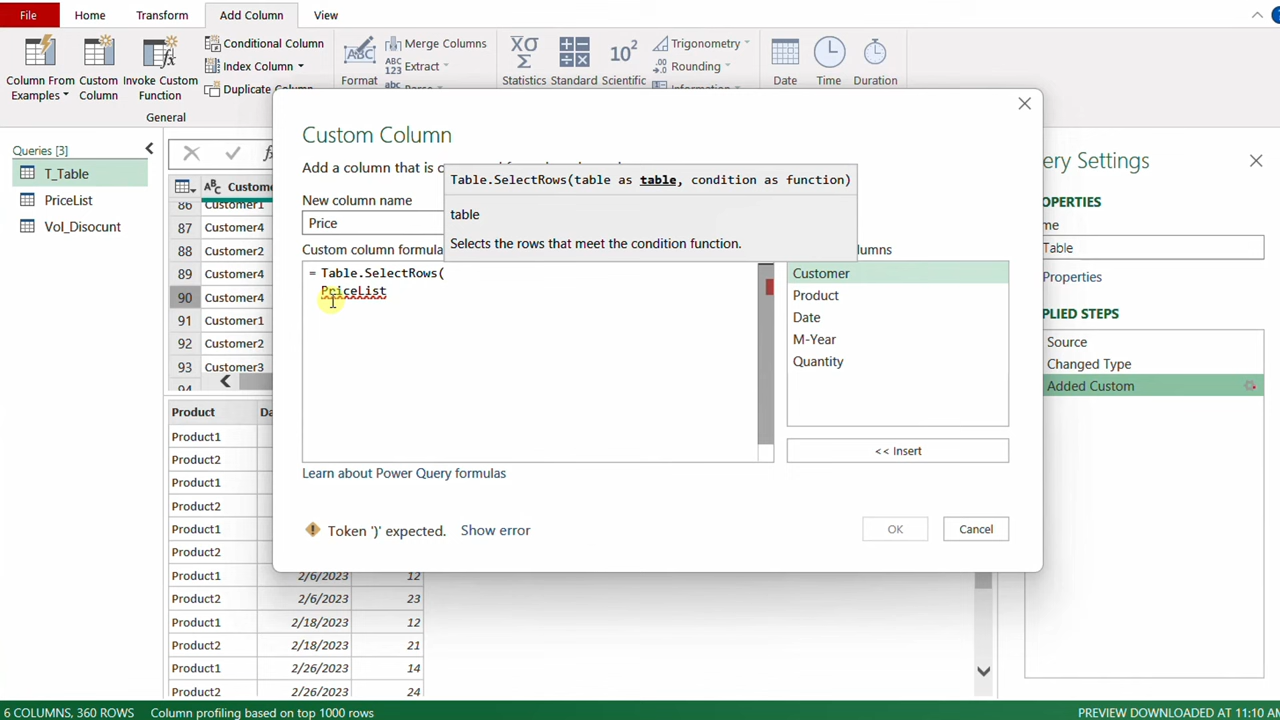 File Home Transform Add Column View
Column From Examples
Custom Column
Invoke Custom Function
Conditional Column
Index Column
Duplicate Column
General
Format
Merge Columns
Extract
Parse
Statistics
Standard
Scientific
Trigonometry
Rounding
Information
Date
Time
Duration
Queries [3]
T_Table
PriceList
Vol_Disocunt
ABC Custome
86 Customer1
87 Customer4
88 Customer2
89 Customer4
90 Customer4
91 Customer1
92 Customer2
93 Customer3
94
Product Da
Product1
Product2
Product1
Product2
Product1
Product2
Product1 2/6/2023 12
Product2 2/6/2023 23
Product1 2/18/2023 12
Product2 2/18/2023 21
Product1 2/26/2023 14
Product2 2/26/2023 24
Custom Column
Add a column that is c
New column name
Price
Custom column formula
Table.SelectRows(table as table, condition as function)
table
Selects the rows that meet the condition function.
= Table.SelectRows(
PriceList
lumns
Customer
Product
Date
M-Year
Quantity
<< Insert
Learn about Power Query formulas
Token ')' expected. Show error
OK
Cancel
ery Settings
OPERTIES
me
Table
Properties
PLIED STEPS
Source
Changed Type
Added Custom
6 COLUMNS, 360 ROWS Column profiling based on top 1000 rows
PREVIEW DOWNLOADED AT 11:10 AM